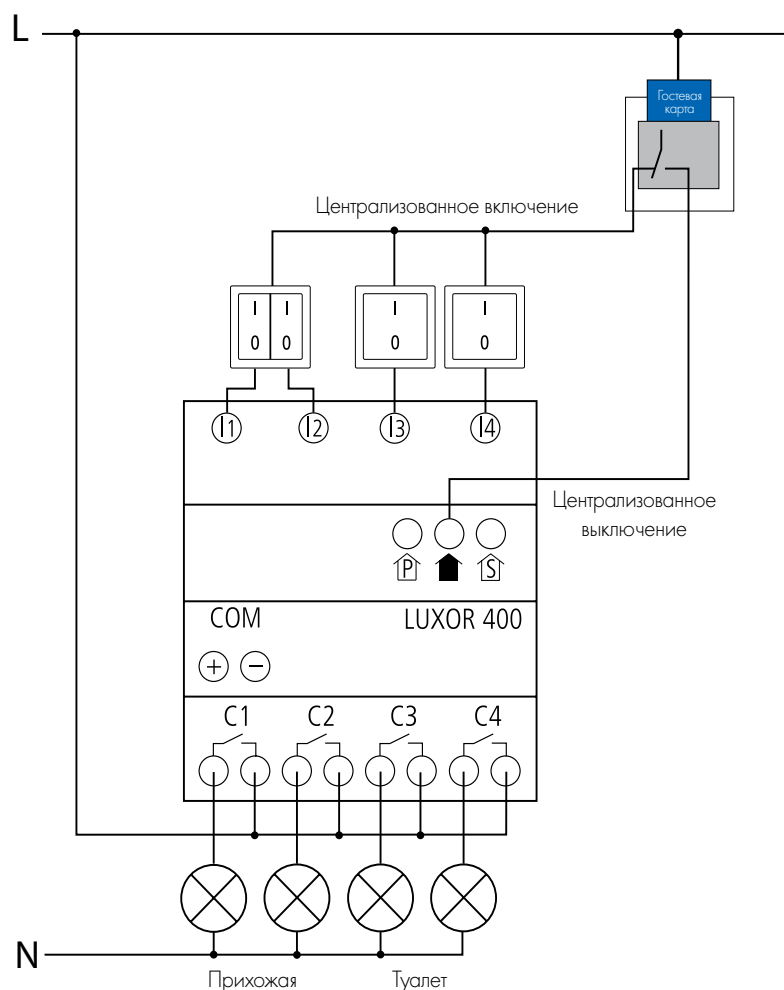 L
Гостевая
карта
Централизованное включение
I I I I
0 0 0 0
I1 I2 I3 I4
Централизованное
выключение
P S
COM LUXOR 400
+ −
C1 C2 C3 C4
N
Прихожая Туалет